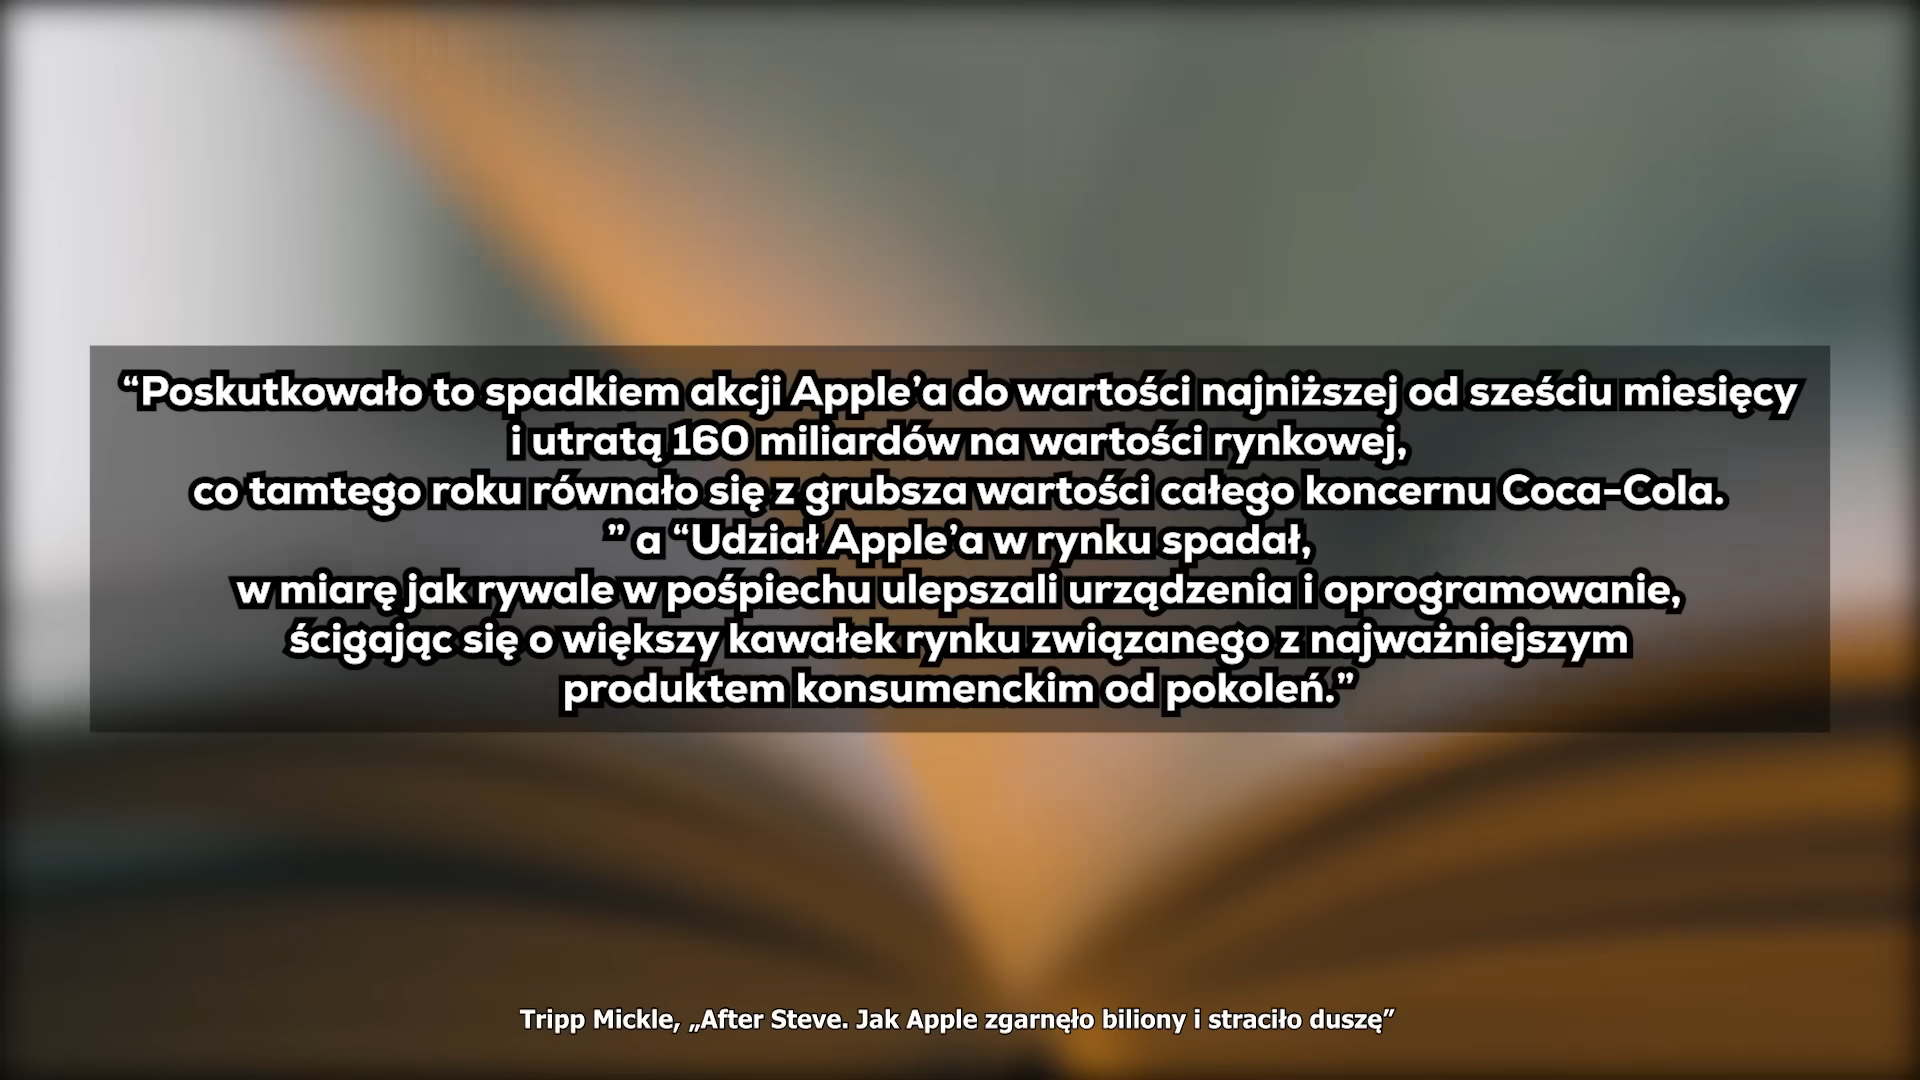 “Poskutkowało to spadkiem akcji Apple’a do wartości najniższej od sześciu miesięcy
i utratą 160 miliardów na wartości rynkowej,
co tamtego roku równało się z grubsza wartości całego koncernu Coca-Cola.
” a “Udział Apple’a w rynku spadał,
w miarę jak rywale w pośpiechu ulepszali urządzenia i oprogramowanie,
ścigając się o większy kawałek rynku związanego z najważniejszym
produktem konsumenckim od pokoleń.”
Tripp Mickle, „After Steve. Jak Apple zgarnęło biliony i straciło duszę”